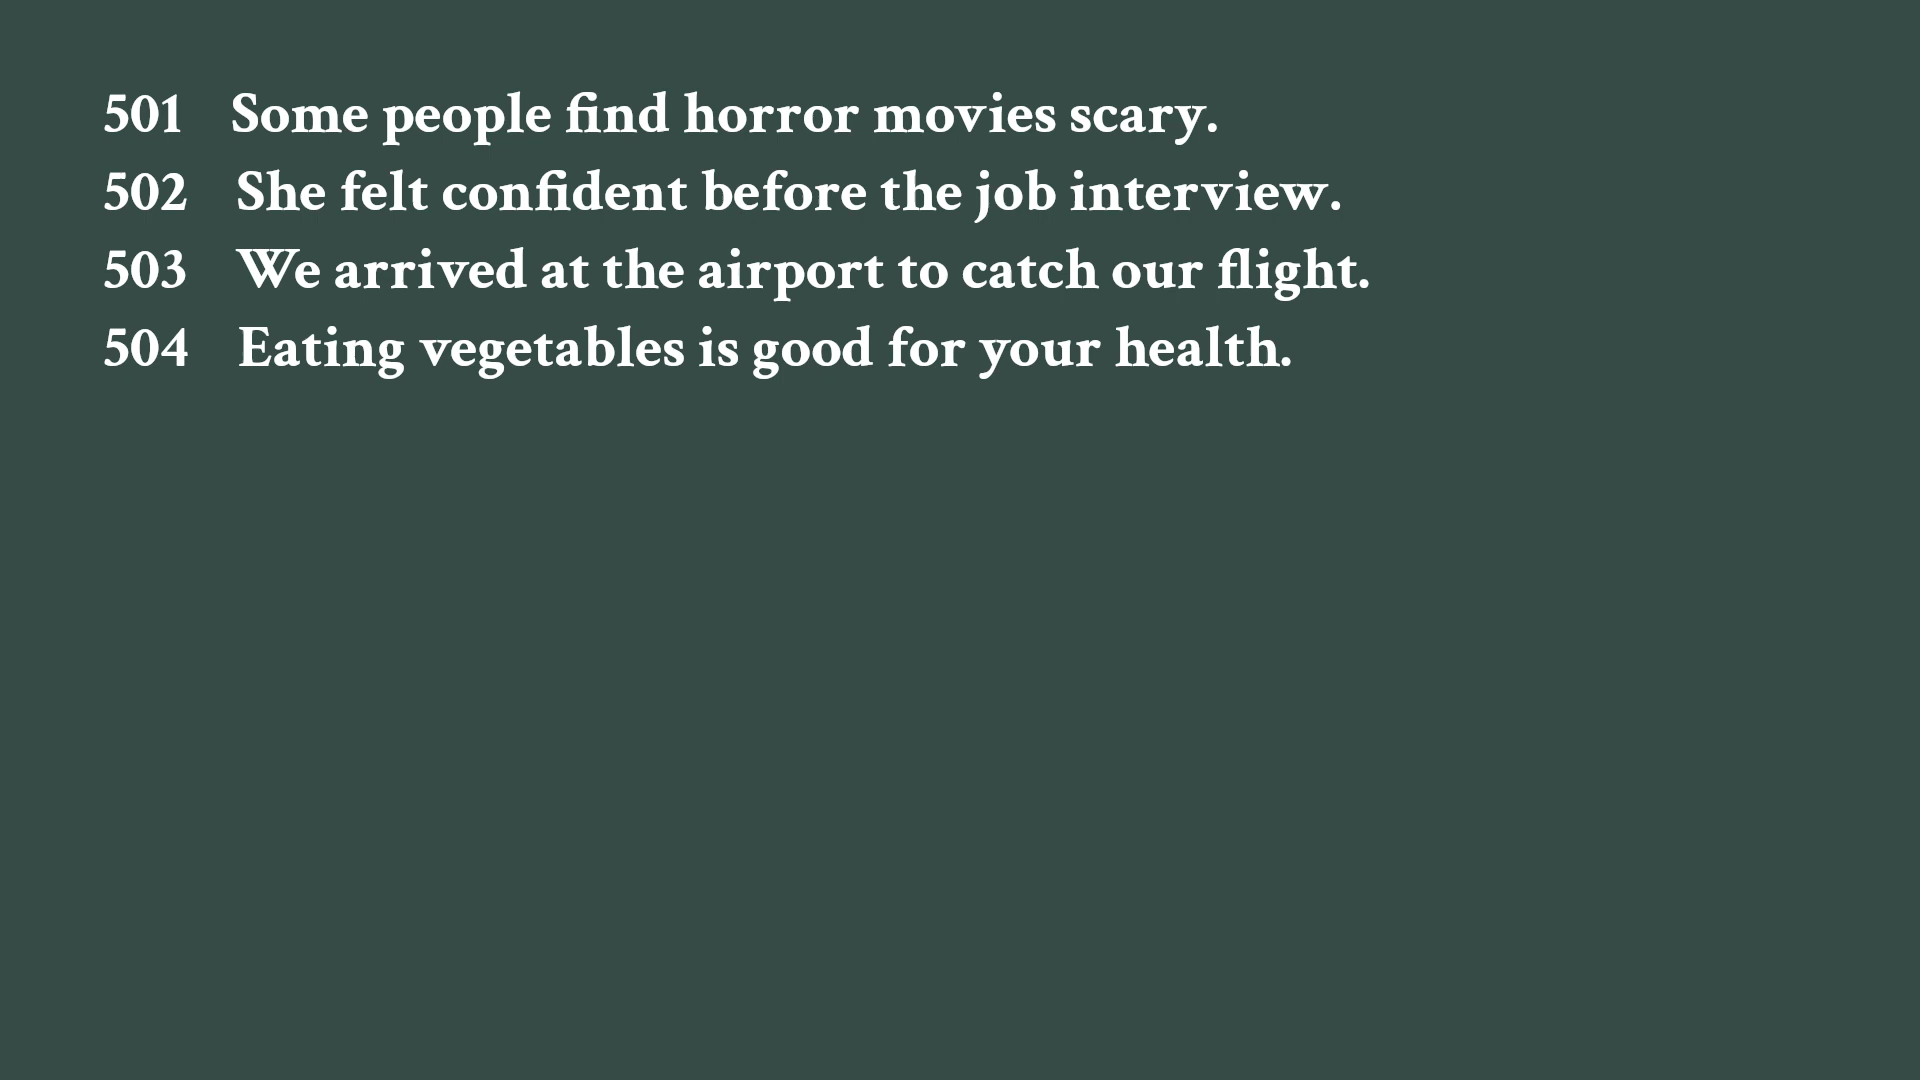 501 Some people find horror movies scary.
502 She felt confident before the job interview.
503 We arrived at the airport to catch our flight.
504 Eating vegetables is good for your health.